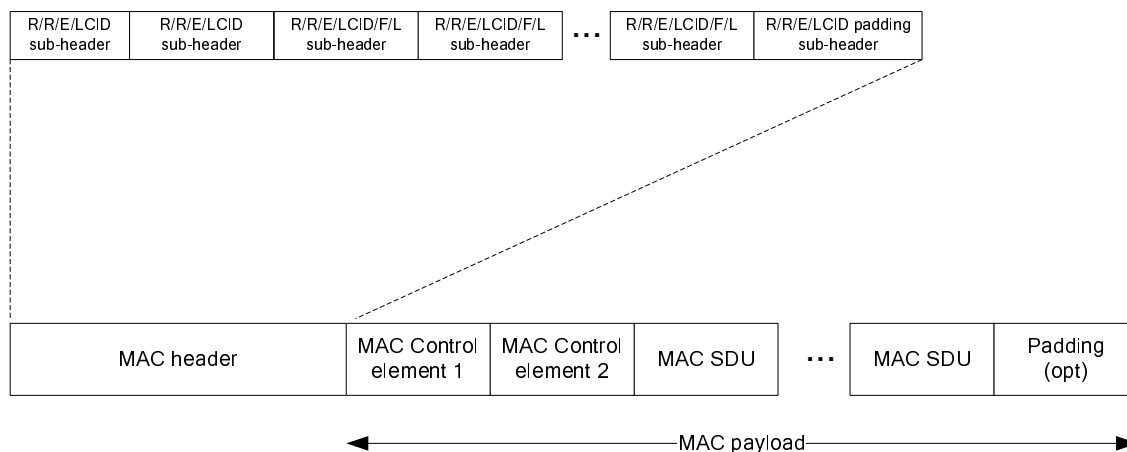 R/R/E/LCID
sub-header
R/R/E/LCID
sub-header
R/R/E/LCID/F/L
sub-header
R/R/E/LCID/F/L
sub-header
...
R/R/E/LCID/F/L
sub-header
R/R/E/LCID padding
sub-header
MAC header
MAC Control
element 1
MAC Control
element 2
MAC SDU
...
MAC SDU
Padding
(opt)
MAC payload